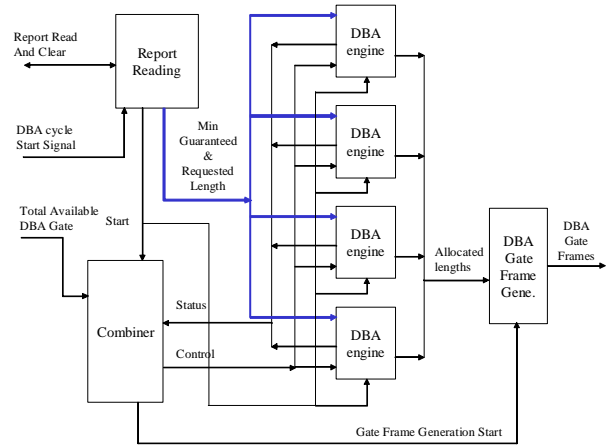 Report Read
And Clear
Report
Reading
DBA cycle
Start Signal
Min
Guaranteed
&
Requested
Length
Total Available
DBA Gate
Start
Combiner
Status
Control
DBA
engine
DBA
engine
DBA
engine
DBA
engine
Allocated
lengths
DBA
Gate
Frame
Gene.
DBA
Gate
Frames
Gate Frame Generation Start